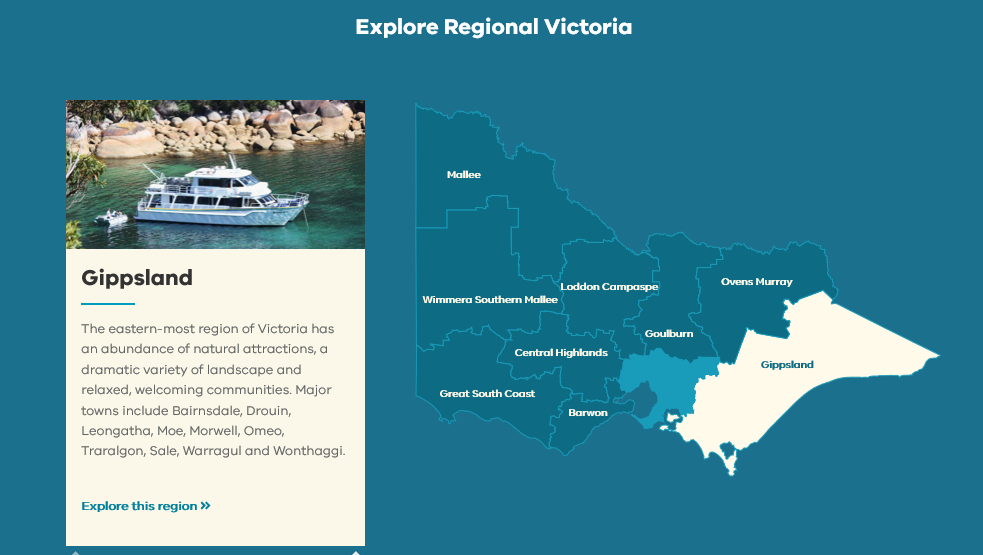 Explore Regional Victoria
Gippsland
The eastern-most region of Victoria has
an abundance of natural attractions, a
dramatic variety of landscape and
relaxed, welcoming communities. Major
towns include Bairnsdale, Drouin,
Leongatha, Moe, Morwell, Omeo,
Traralgon, Sale, Warragul and Wonthaggi.
Explore this region »
Mallee
Ovens Murray
Loddon Campaspe
Wimmera Southern Mallee
Goulburn
Central Highlands
Gippsland
Great South Coast
Barwon